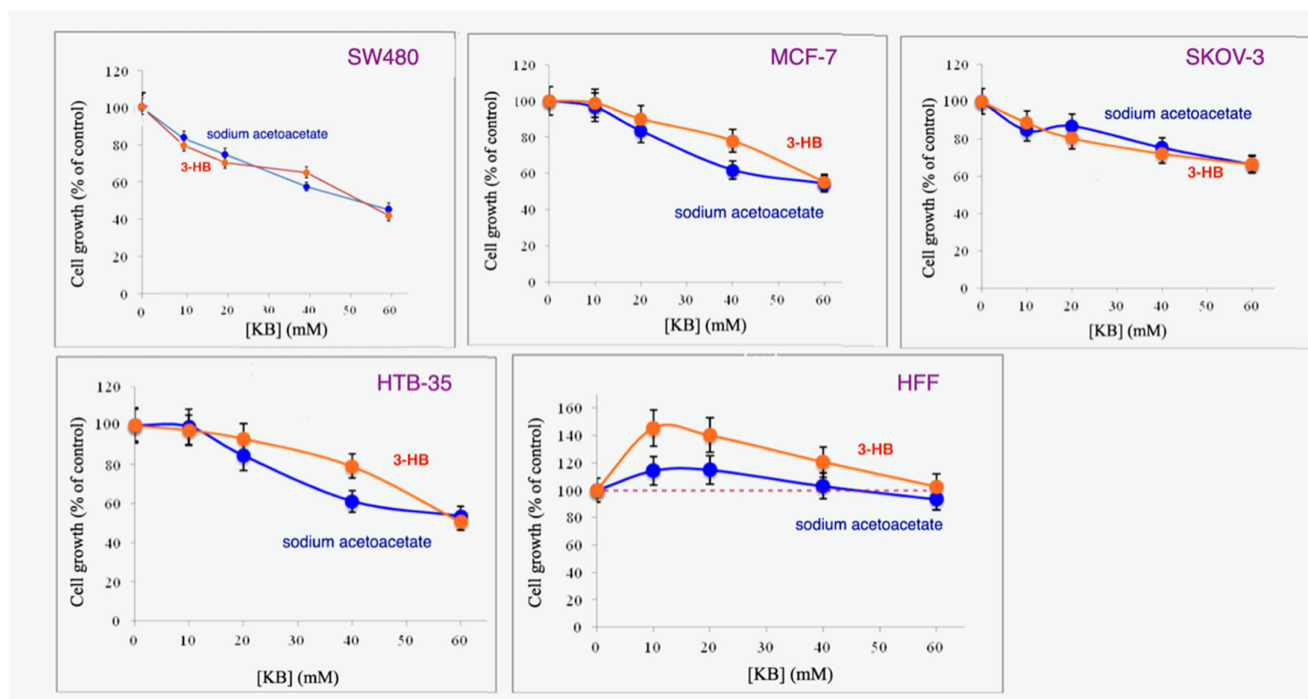 SW480
Cell growth (% of control)
120
100
80
60
40
20
0
sodium acetoacetate
3-HB
0 10 20 30 40 50 60
[KB] (mM)
MCF-7
Cell growth (% of control)
120
100
80
60
40
20
0
3-HB
sodium acetoacetate
0 10 20 30 40 50 60
[KB] (mM)
SKOV-3
Cell growth (% of control)
120
100
80
60
40
20
0
sodium acetoacetate
3-HB
0 10 20 30 40 50 60
[KB] (mM)
HTB-35
Cell growth (% of control)
120
100
80
60
40
20
0
3-HB
sodium acetoacetate
0 10 20 30 40 50 60
[KB] (mM)
HFF
Cell growth (% of control)
160
140
120
100
80
60
40
20
0
3-HB
sodium acetoacetate
0 10 20 30 40 50 60
[KB] (mM)